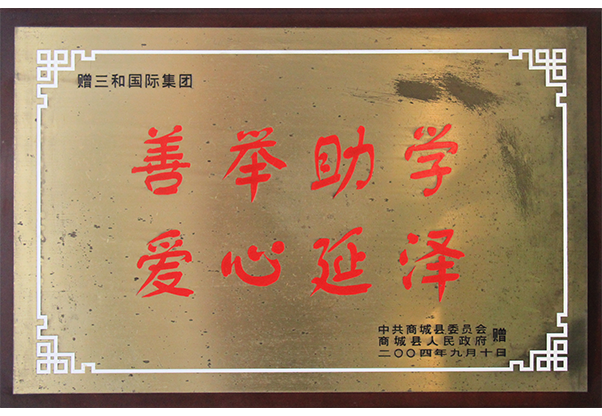 赠三和国际集团
善举助学
爱心延泽
中共商城县委员会
商城县人民政府 赠
二〇〇四年九月十日